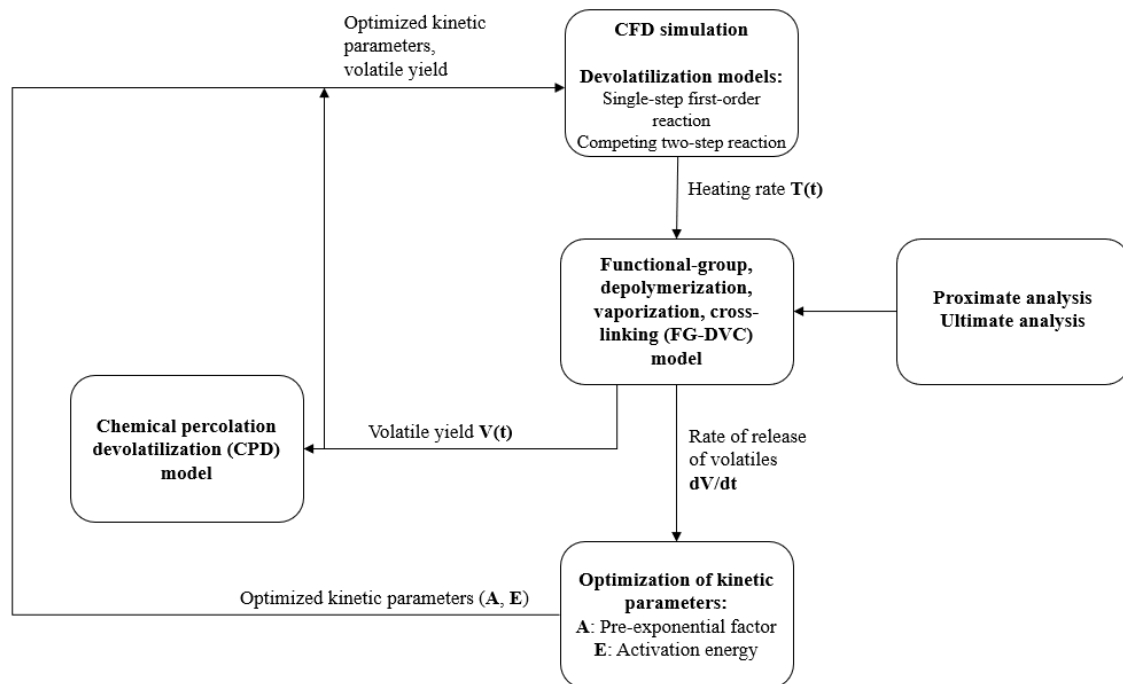 Optimized kinetic
parameters,
volatile yield
CFD simulation
Devolatilization models:
Single-step first-order
reaction
Competing two-step reaction
Heating rate T(t)
Functional-group,
depolymerization,
vaporization, cross-
linking (FG-DVC)
model
Proximate analysis
Ultimate analysis
Chemical percolation
devolatilization (CPD)
model
Volatile yield V(t)
Rate of release
of volatiles
dV/dt
Optimized kinetic parameters (A, E)
Optimization of kinetic
parameters:
A: Pre-exponential factor
E: Activation energy